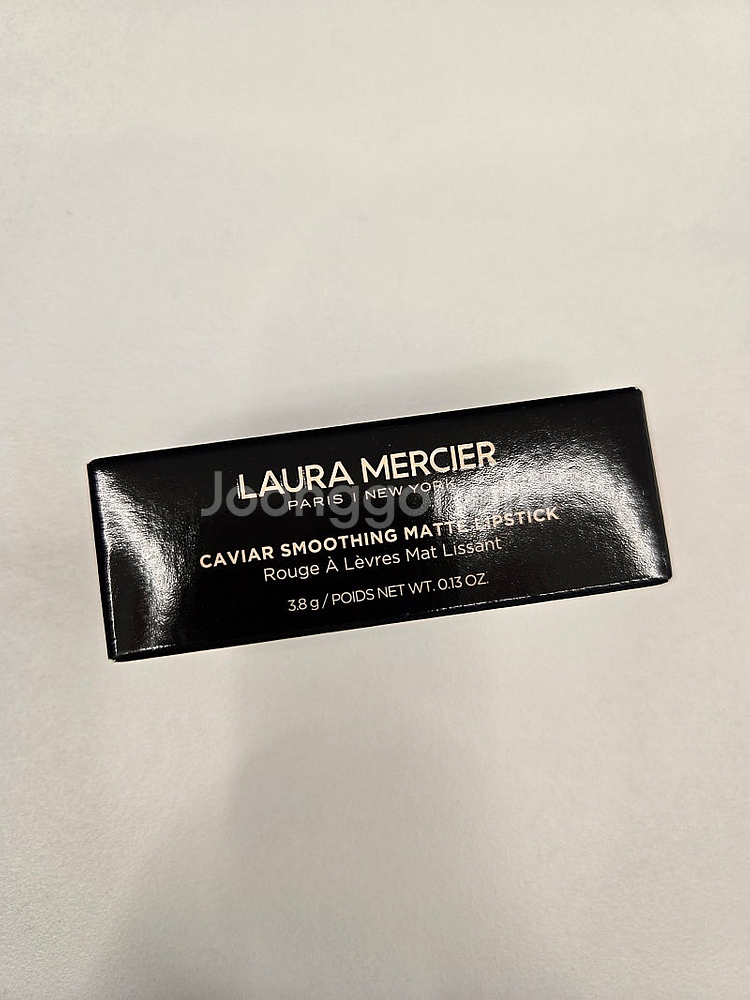 LAURA MERCIER
PARIS | NEW YORK
CAVIAR SMOOTHING MATTE LIPSTICK
Rouge À Lèvres Mat Lissant
3.8 g / POIDS NET WT. 0.13 OZ.